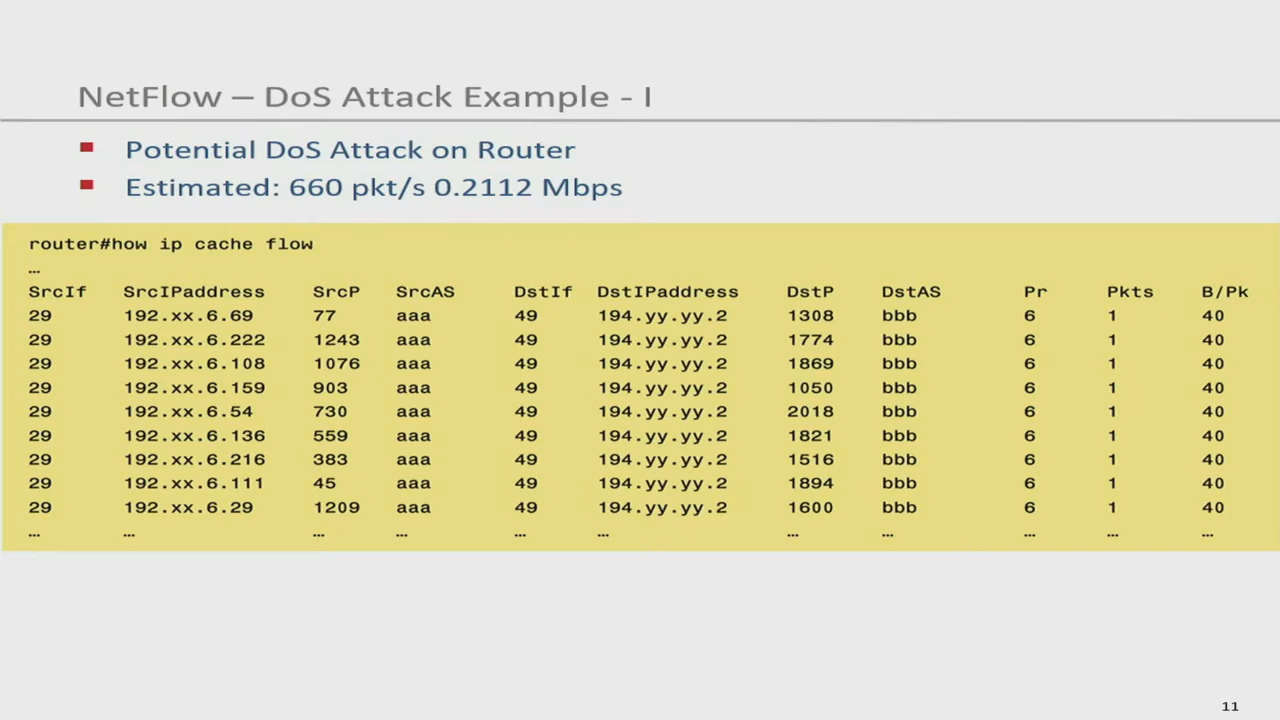 NetFlow – DoS Attack Example - I
Potential DoS Attack on Router
Estimated: 660 pkt/s 0.2112 Mbps
router#how ip cache flow
…
SrcIf SrcIPaddress SrcP SrcAS DstIf DstIPaddress DstP DstAS Pr Pkts B/Pk
29 192.xx.6.69 77 aaa 49 194.yy.yy.2 1308 bbb 6 1 40
29 192.xx.6.222 1243 aaa 49 194.yy.yy.2 1774 bbb 6 1 40
29 192.xx.6.108 1076 aaa 49 194.yy.yy.2 1869 bbb 6 1 40
29 192.xx.6.159 903 aaa 49 194.yy.yy.2 1050 bbb 6 1 40
29 192.xx.6.54 730 aaa 49 194.yy.yy.2 2018 bbb 6 1 40
29 192.xx.6.136 559 aaa 49 194.yy.yy.2 1821 bbb 6 1 40
29 192.xx.6.216 383 aaa 49 194.yy.yy.2 1516 bbb 6 1 40
29 192.xx.6.111 45 aaa 49 194.yy.yy.2 1894 bbb 6 1 40
29 192.xx.6.29 1209 aaa 49 194.yy.yy.2 1600 bbb 6 1 40
… … … … … … … … … … …
11